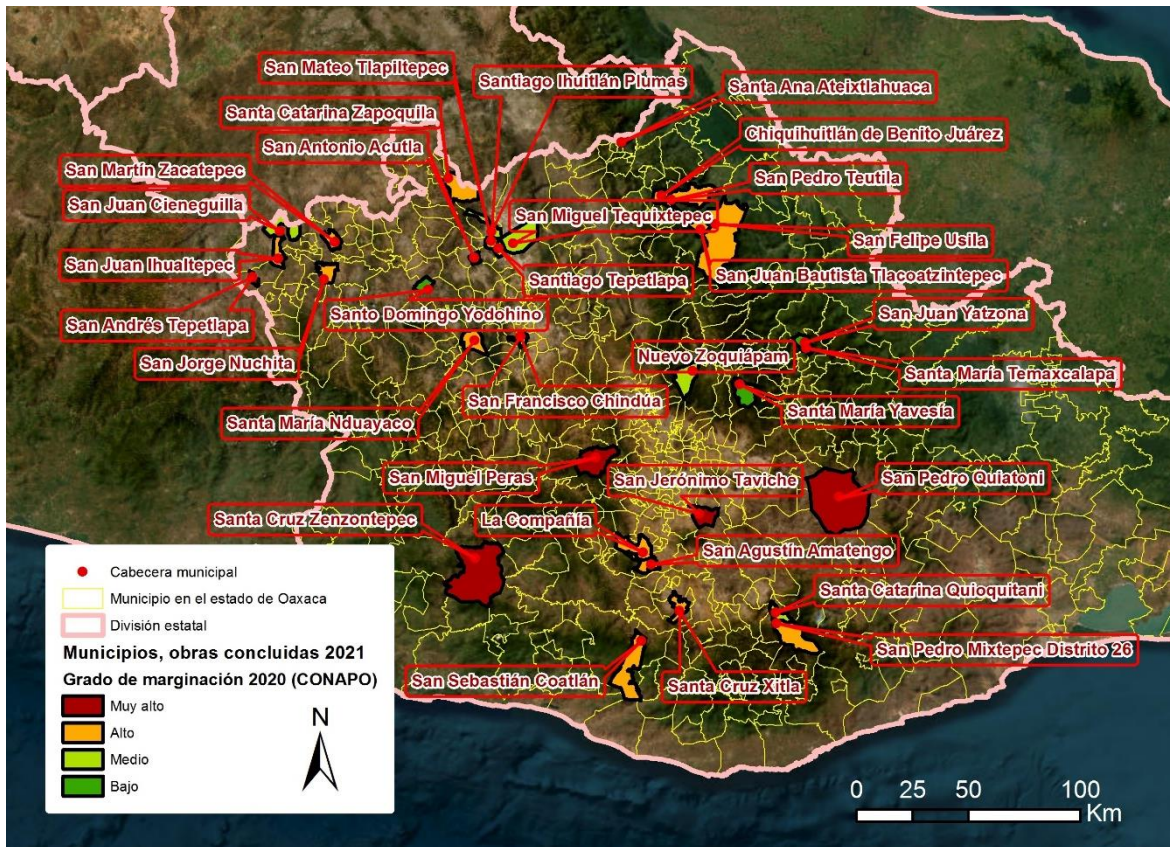 San Mateo Tlapiltepec
Santiago Ihuitlán Plumas
Santa Ana Ateixtlahuaca
Santa Catarina Zapoquila
Chiquihuitlán de Benito Juárez
San Antonio Acutla
San Martín Zacatepec
San Pedro Teutila
San Juan Cieneguilla
San Miguel Tequixtepec
San Felipe Usila
San Juan Ihualtepec
Santiago Tepetlapa
San Juan Bautista Tlacoatzintepec
San Andrés Tepetlapa
Santo Domingo Yodohino
San Juan Yatzona
San Jorge Nuchita
Nuevo Zoquiápam
Santa María Temaxcalapa
San Francisco Chindúa
Santa María Yavesía
Santa María Nduayaco
San Miguel Peras
San Jerónimo Taviche
San Pedro Quiatoni
Santa Cruz Zenzontepec
La Compañía
San Agustín Amatengo
Santa Catarina Quioquitani
San Pedro Mixtepec Distrito 26
San Sebastián Coatlán
Santa Cruz Xitla
Cabecera municipal
Municipio en el estado de Oaxaca
División estatal
Municipios, obras concluidas 2021
Grado de marginación 2020 (CONAPO)
Muy alto
Alto
Medio
Bajo
N
0 25 50 100
Km